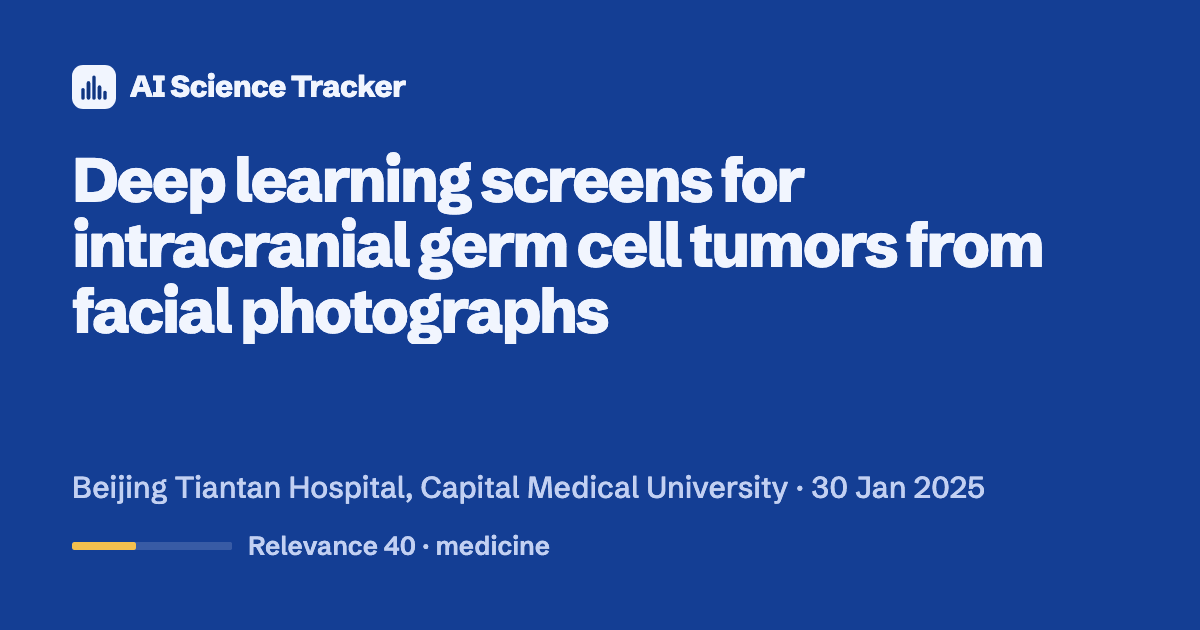 AI Science Tracker
Deep learning screens for
intracranial germ cell tumors from
facial photographs
Beijing Tiantan Hospital, Capital Medical University · 30 Jan 2025
Relevance 40 · medicine